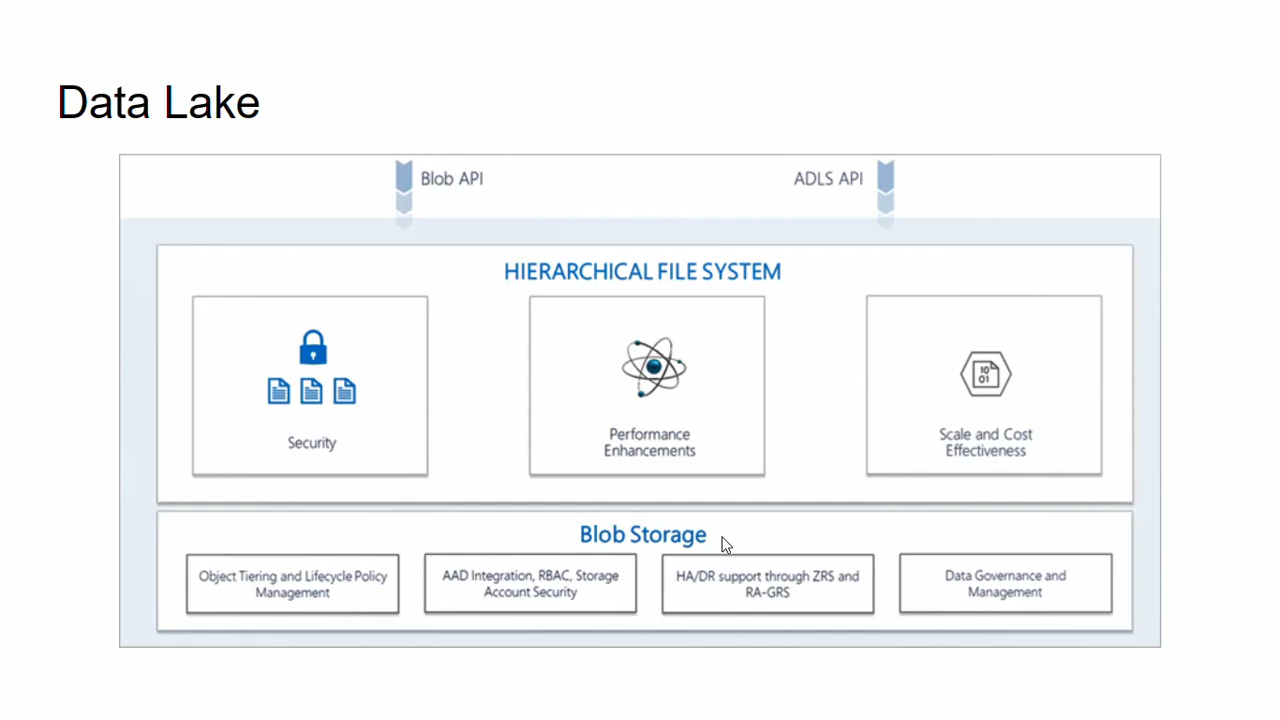 Data Lake
Blob API
ADLS API
HIERARCHICAL FILE SYSTEM
Security
Performance
Enhancements
10
01
Scale and Cost
Effectiveness
Blob Storage
Object Tiering and Lifecycle Policy
Management
AAD Integration, RBAC, Storage
Account Security
HA/DR support through ZRS and
RA-GRS
Data Governance and
Management